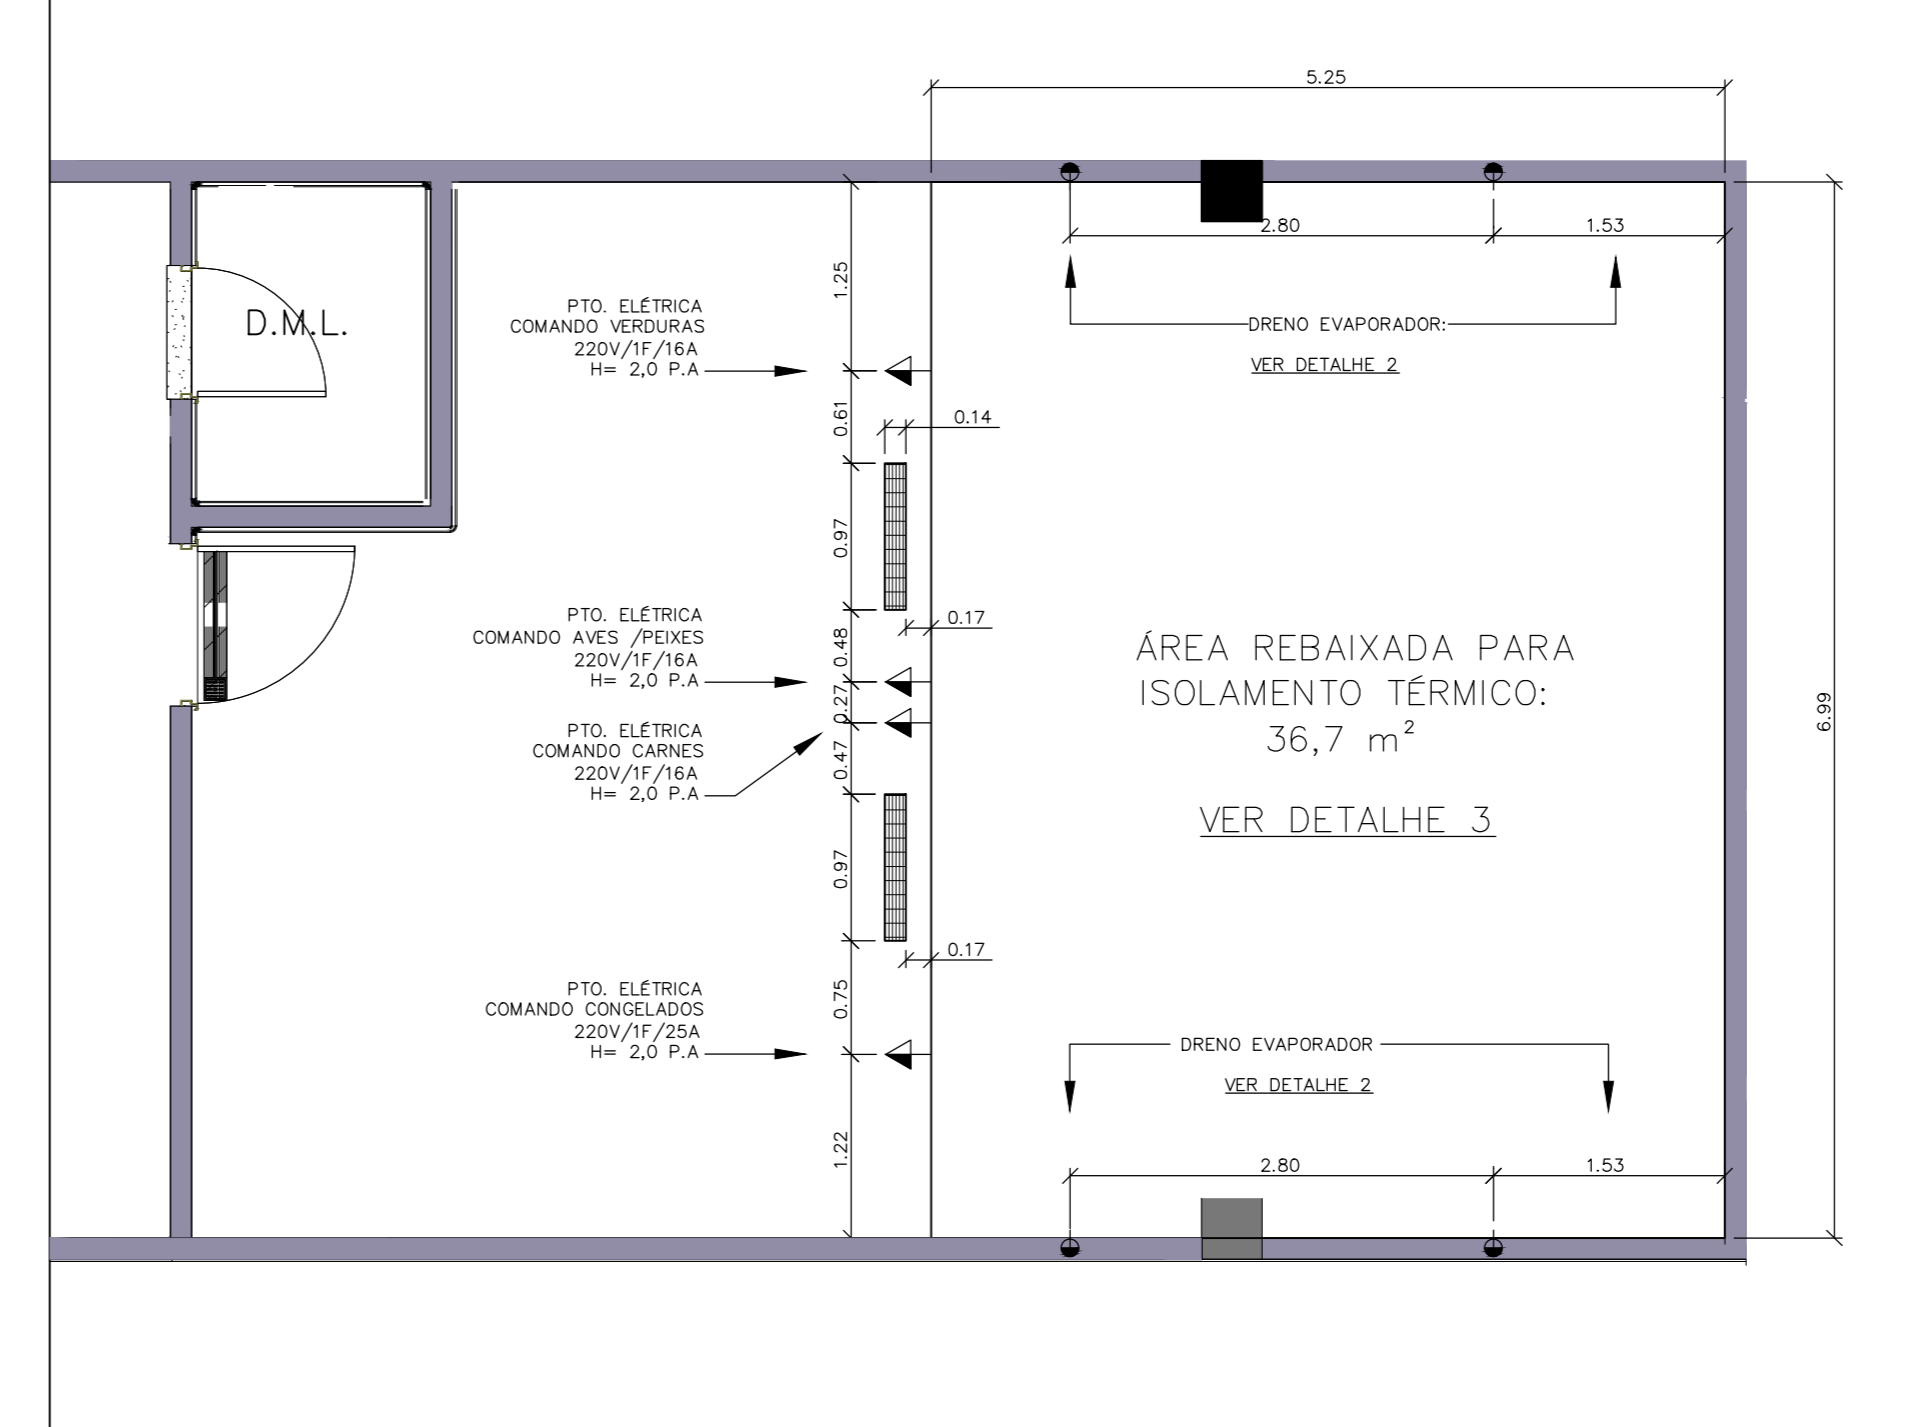 5.25
2.80
1.53
1.25
D.M.L.
PTO. ELÉTRICA
COMANDO VERDURAS
220V/1F/16A
H= 2,0 P.A
DRENO EVAPORADOR:
VER DETALHE 2
0.61
0.14
0.97
PTO. ELÉTRICA
COMANDO AVES /PEIXES
220V/1F/16A
H= 2,0 P.A
0.17
0.48
0.27
ÁREA REBAIXADA PARA
ISOLAMENTO TÉRMICO:
36,7 m²
VER DETALHE 3
6.99
PTO. ELÉTRICA
COMANDO CARNES
220V/1F/16A
H= 2,0 P.A
0.47
0.97
0.17
PTO. ELÉTRICA
COMANDO CONGELADOS
220V/1F/25A
H= 2,0 P.A
0.75
DRENO EVAPORADOR
VER DETALHE 2
1.22
2.80
1.53